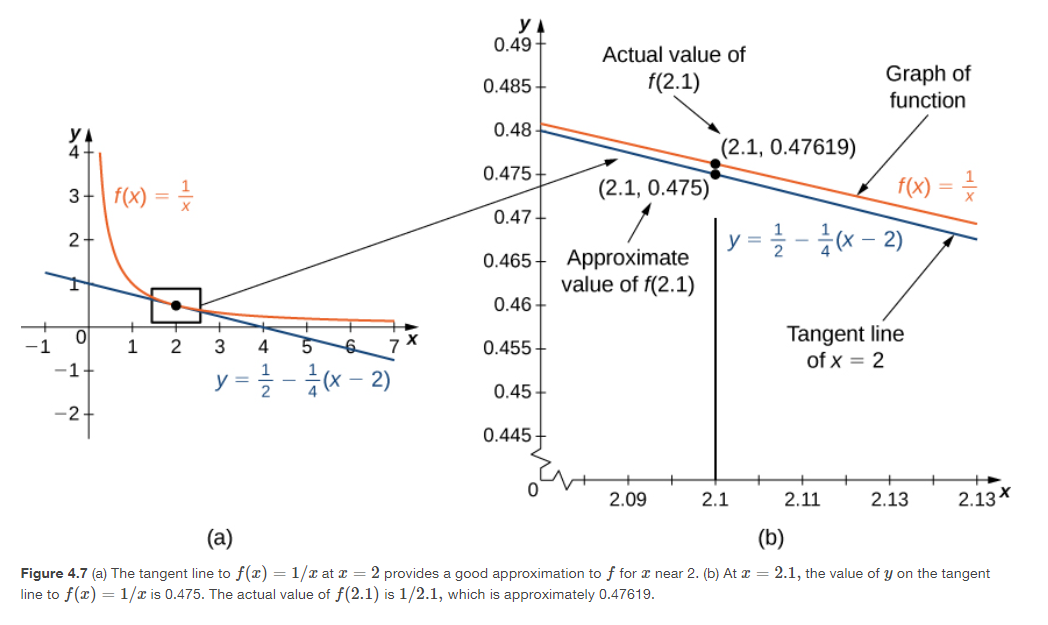 y
4
3
2
1
0
−1
−2
−1
1
2
3
4
5
6
7
x
f(x) = 1/x
y = 1/2 − 1/4(x − 2)
(a)
y
0.49
0.485
0.48
0.475
0.47
0.465
0.46
0.455
0.45
0.445
0
2.09
2.1
2.11
2.13
2.13
x
Actual value of
f(2.1)
Graph of
function
(2.1, 0.47619)
(2.1, 0.475)
f(x) = 1/x
y = 1/2 − 1/4(x − 2)
Approximate
value of f(2.1)
Tangent line
of x = 2
(b)
Figure 4.7 (a) The tangent line to f(x) = 1/x at x = 2 provides a good approximation to f for x near 2. (b) At x = 2.1, the value of y on the tangent
line to f(x) = 1/x is 0.475. The actual value of f(2.1) is 1/2.1, which is approximately 0.47619.